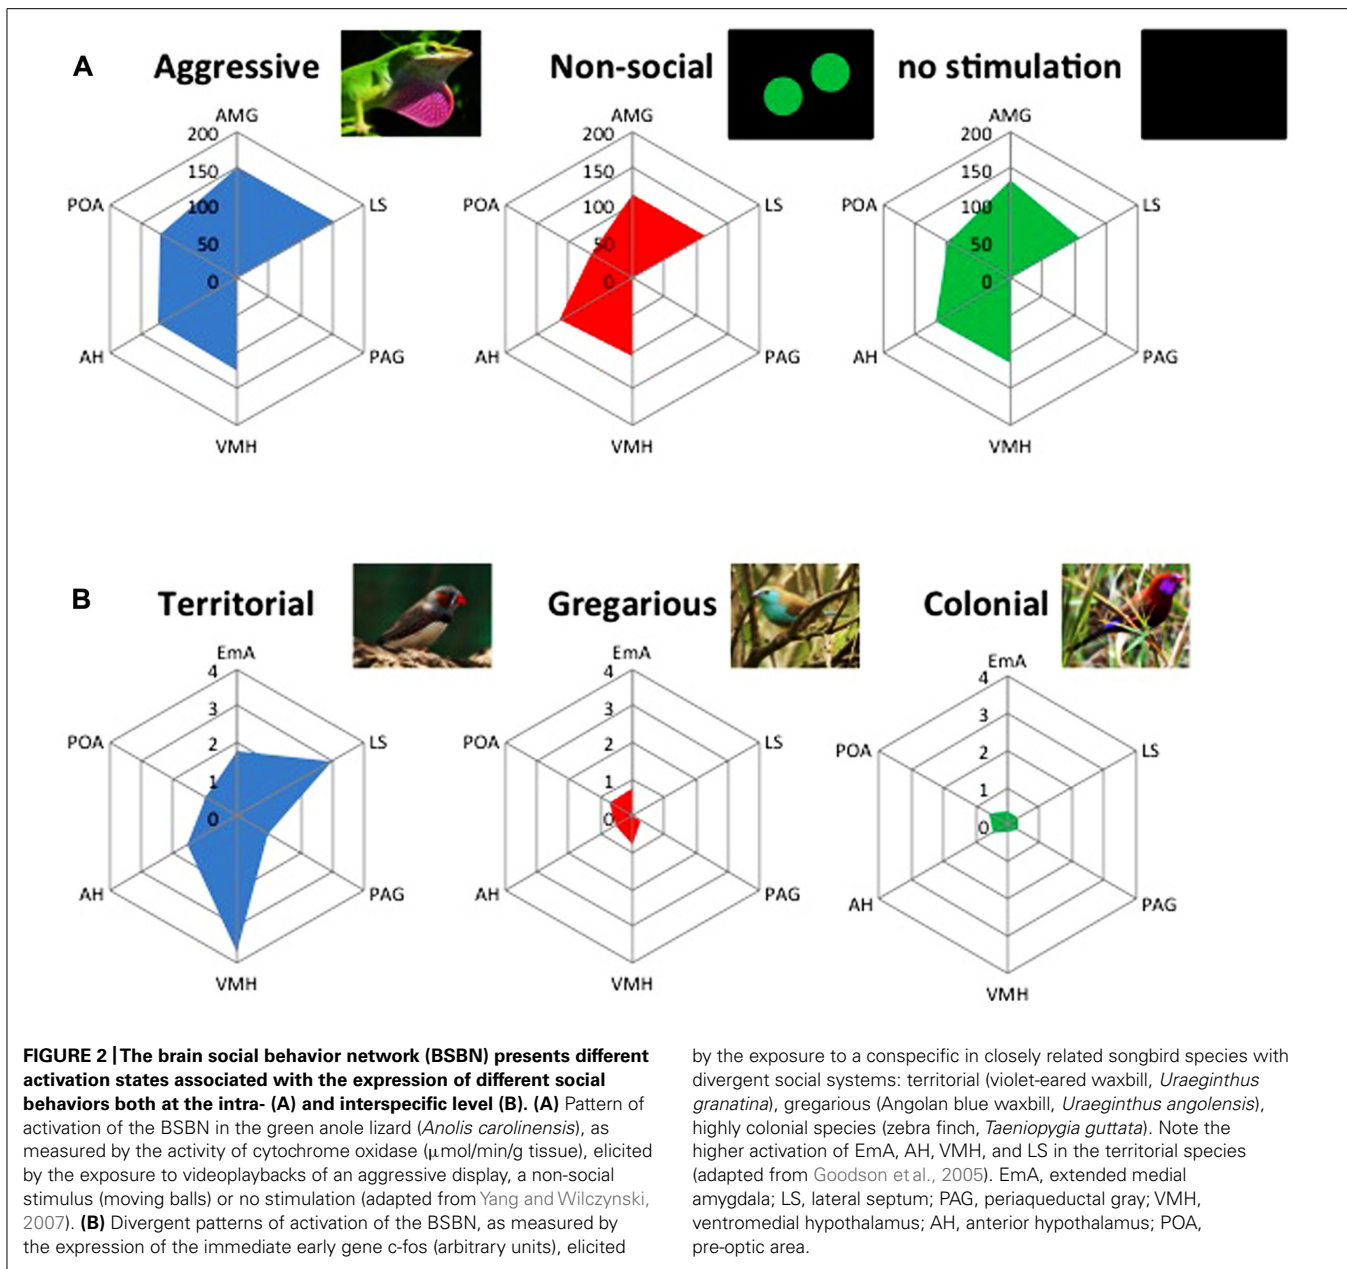 A
Aggressive
Non-social
no stimulation
AMG
200
150
100
50
0
LS
PAG
VMH
AH
POA
AMG
200
150
100
50
0
LS
PAG
VMH
AH
POA
AMG
200
150
100
50
0
LS
PAG
VMH
AH
POA
B
Territorial
Gregarious
Colonial
EmA
4
3
2
1
0
LS
PAG
VMH
AH
POA
EmA
4
3
2
1
0
LS
PAG
VMH
AH
POA
EmA
4
3
2
1
0
LS
PAG
VMH
AH
POA
FIGURE 2 | The brain social behavior network (BSBN) presents different
activation states associated with the expression of different social
behaviors both at the intra- (A) and interspecific level (B). (A) Pattern of
activation of the BSBN in the green anole lizard (Anolis carolinensis), as
measured by the activity of cytochrome oxidase (μmol/min/g tissue), elicited
by the exposure to videoplaybacks of an aggressive display, a non-social
stimulus (moving balls) or no stimulation (adapted from Yang and Wilczynski,
2007). (B) Divergent patterns of activation of the BSBN, as measured by
the expression of the immediate early gene c-fos (arbitrary units), elicited
by the exposure to a conspecific in closely related songbird species with
divergent social systems: territorial (violet-eared waxbill, Uraeginthus
granatina), gregarious (Angolan blue waxbill, Uraeginthus angolensis),
highly colonial species (zebra finch, Taeniopygia guttata). Note the
higher activation of EmA, AH, VMH, and LS in the territorial species
(adapted from Goodson et al., 2005). EmA, extended medial
amygdala; LS, lateral septum; PAG, periaqueductal gray; VMH,
ventromedial hypothalamus; AH, anterior hypothalamus; POA,
pre-optic area.